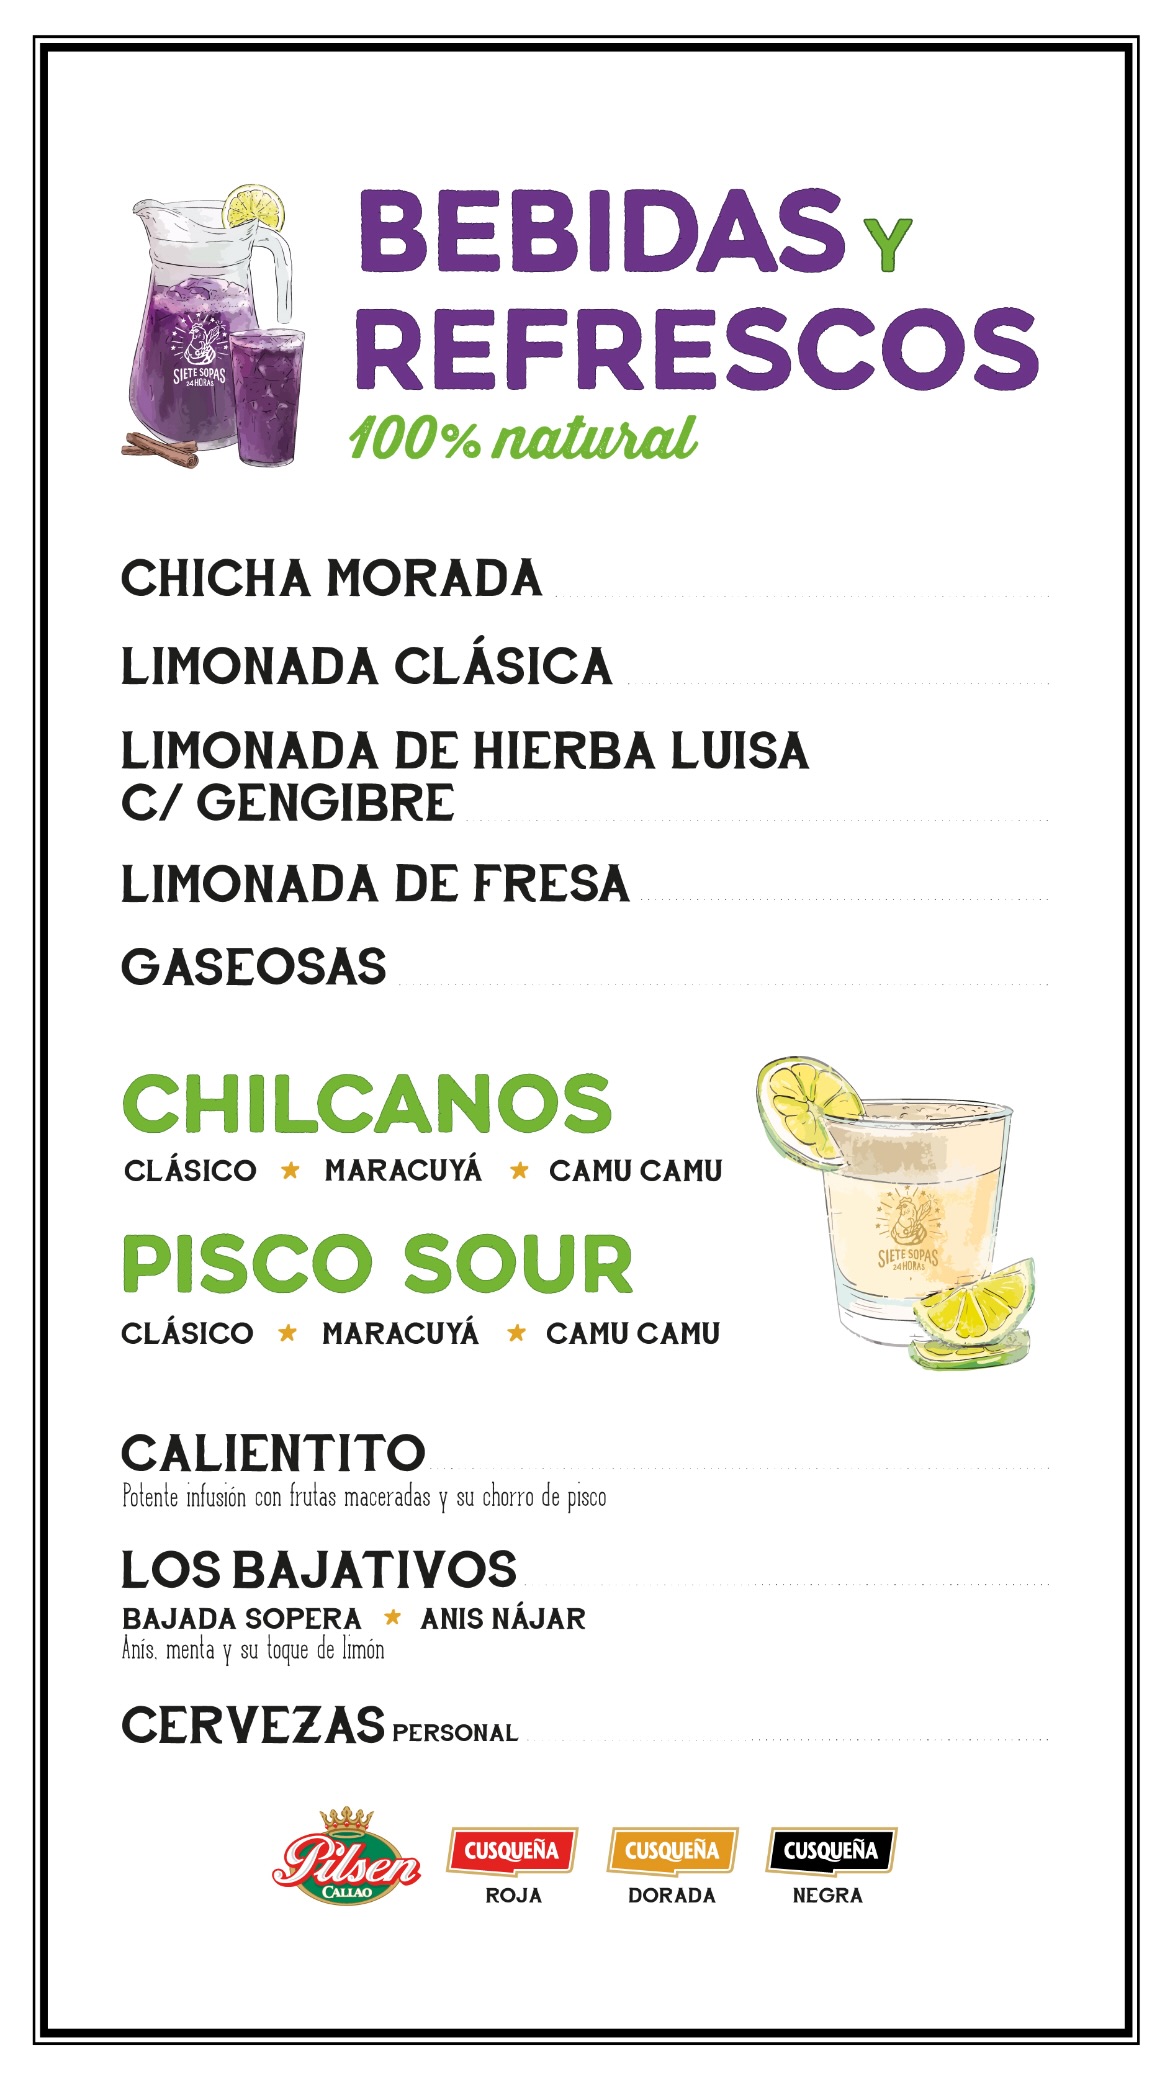 BEBIDAS Y
REFRESCOS
100% natural
SIETE SOPAS
24 HORAS
CHICHA MORADA
LIMONADA CLÁSICA
LIMONADA DE HIERBA LUISA
C/ GENGIBRE
LIMONADA DE FRESA
GASEOSAS
CHILCANOS
CLÁSICO ★ MARACUYÁ ★ CAMU CAMU
PISCO SOUR
CLÁSICO ★ MARACUYÁ ★ CAMU CAMU
SIETE SOPAS
24 HORAS
CALIENTITO
Potente infusión con frutas maceradas y su chorro de pisco
LOS BAJATIVOS
BAJADA SOPERA ★ ANIS NÁJAR
Anís, menta y su toque de limón
CERVEZAS PERSONAL
Pilsen
CALLAO
CUSQUEÑA CUSQUEÑA CUSQUEÑA
ROJA DORADA NEGRA